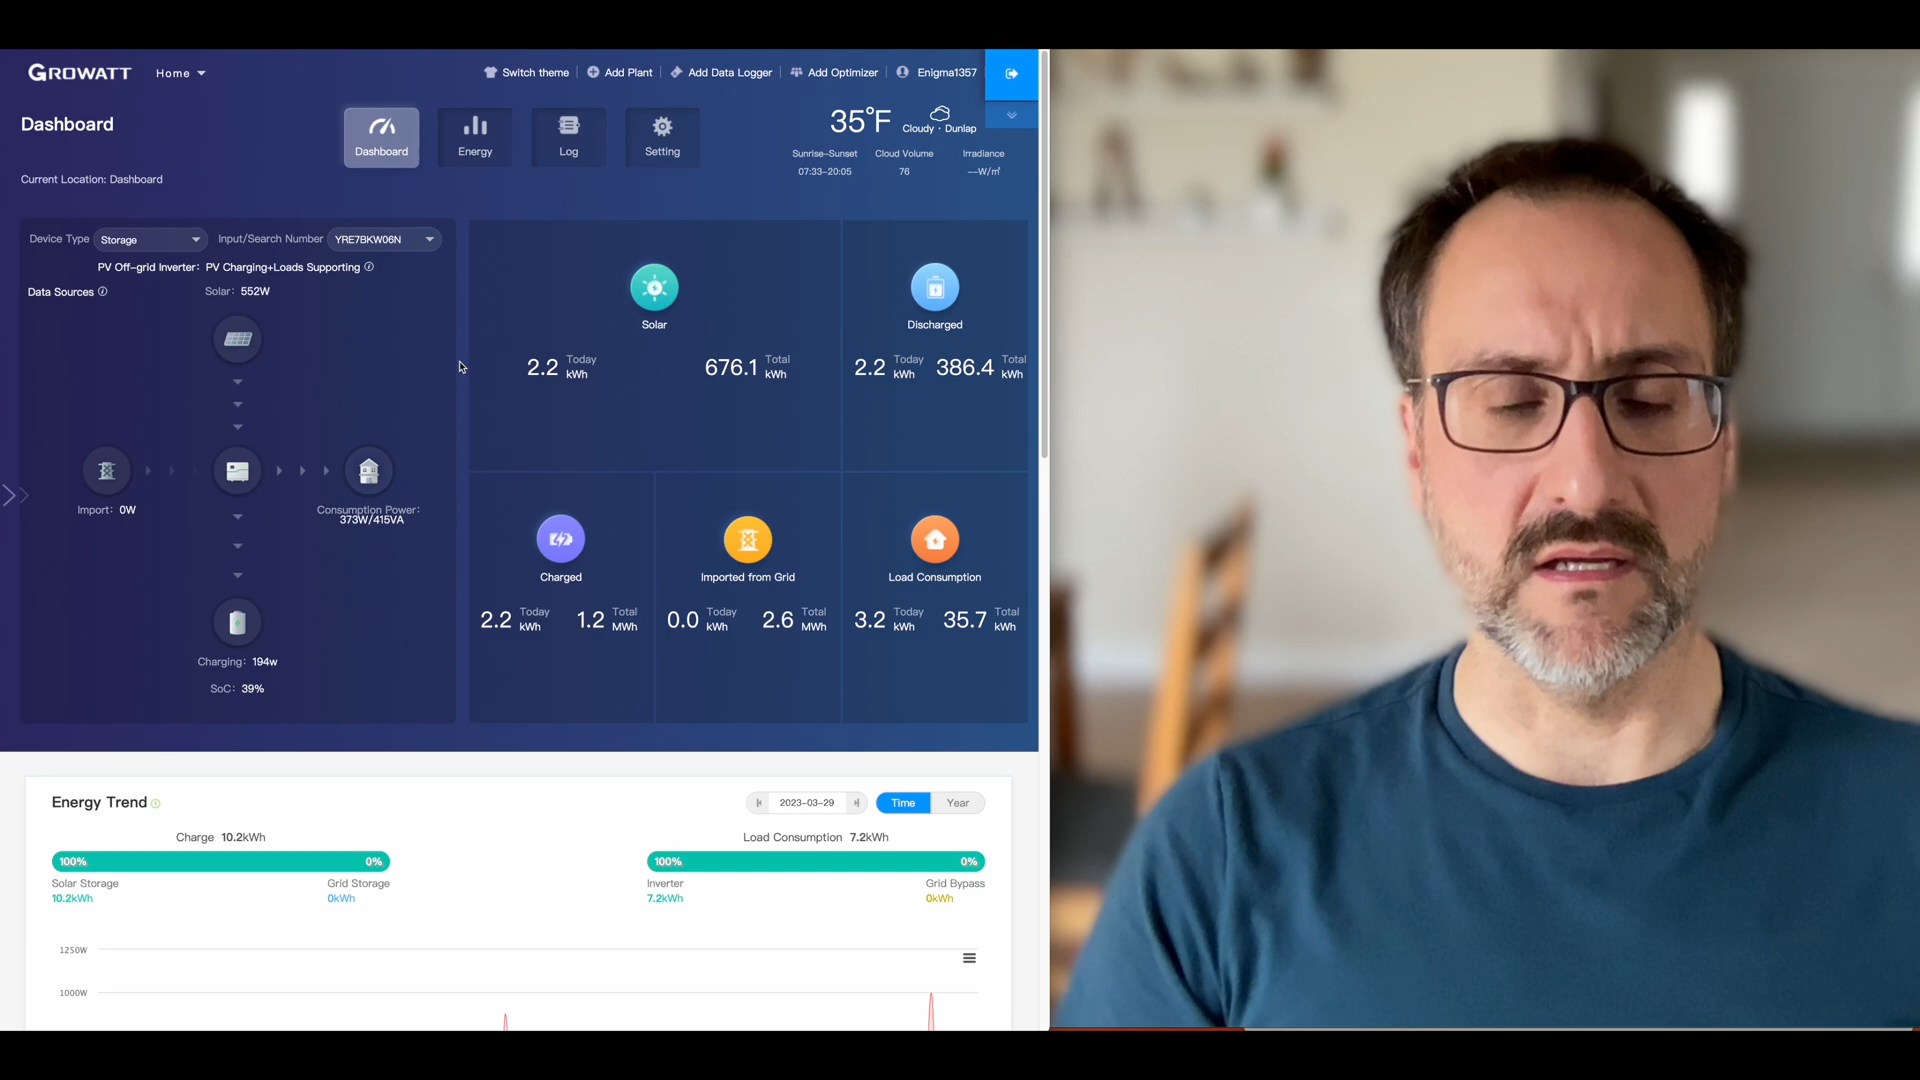 GROWATT Home
Switch theme Add Plant Add Data Logger Add Optimizer Enigma1357
Dashboard
Dashboard Energy Log Setting
35°F Cloudy · Dunlap
Sunrise-Sunset Cloud Volume Irradiance
07:33-20:05 76 --W/㎡
Current Location: Dashboard
Device Type Storage Input/Search Number YRE7BKW06N
PV Off-grid Inverter: PV Charging+Loads Supporting
Data Sources Solar: 552W
Import: 0W
Consumption Power:
373W/415VA
Charging: 194w
SoC: 39%
Solar
2.2 Today kWh 676.1 Total kWh
Discharged
2.2 Today kWh 386.4 Total kWh
Charged
2.2 Today kWh 1.2 Total MWh
Imported from Grid
0.0 Today kWh 2.6 Total MWh
Load Consumption
3.2 Today kWh 35.7 Total kWh
Energy Trend
2023-03-29 Time Year
Charge 10.2kWh Load Consumption 7.2kWh
100% 0% 100% 0%
Solar Storage Grid Storage Inverter Grid Bypass
10.2kWh 0kWh 7.2kWh 0kWh
1250W
1000W